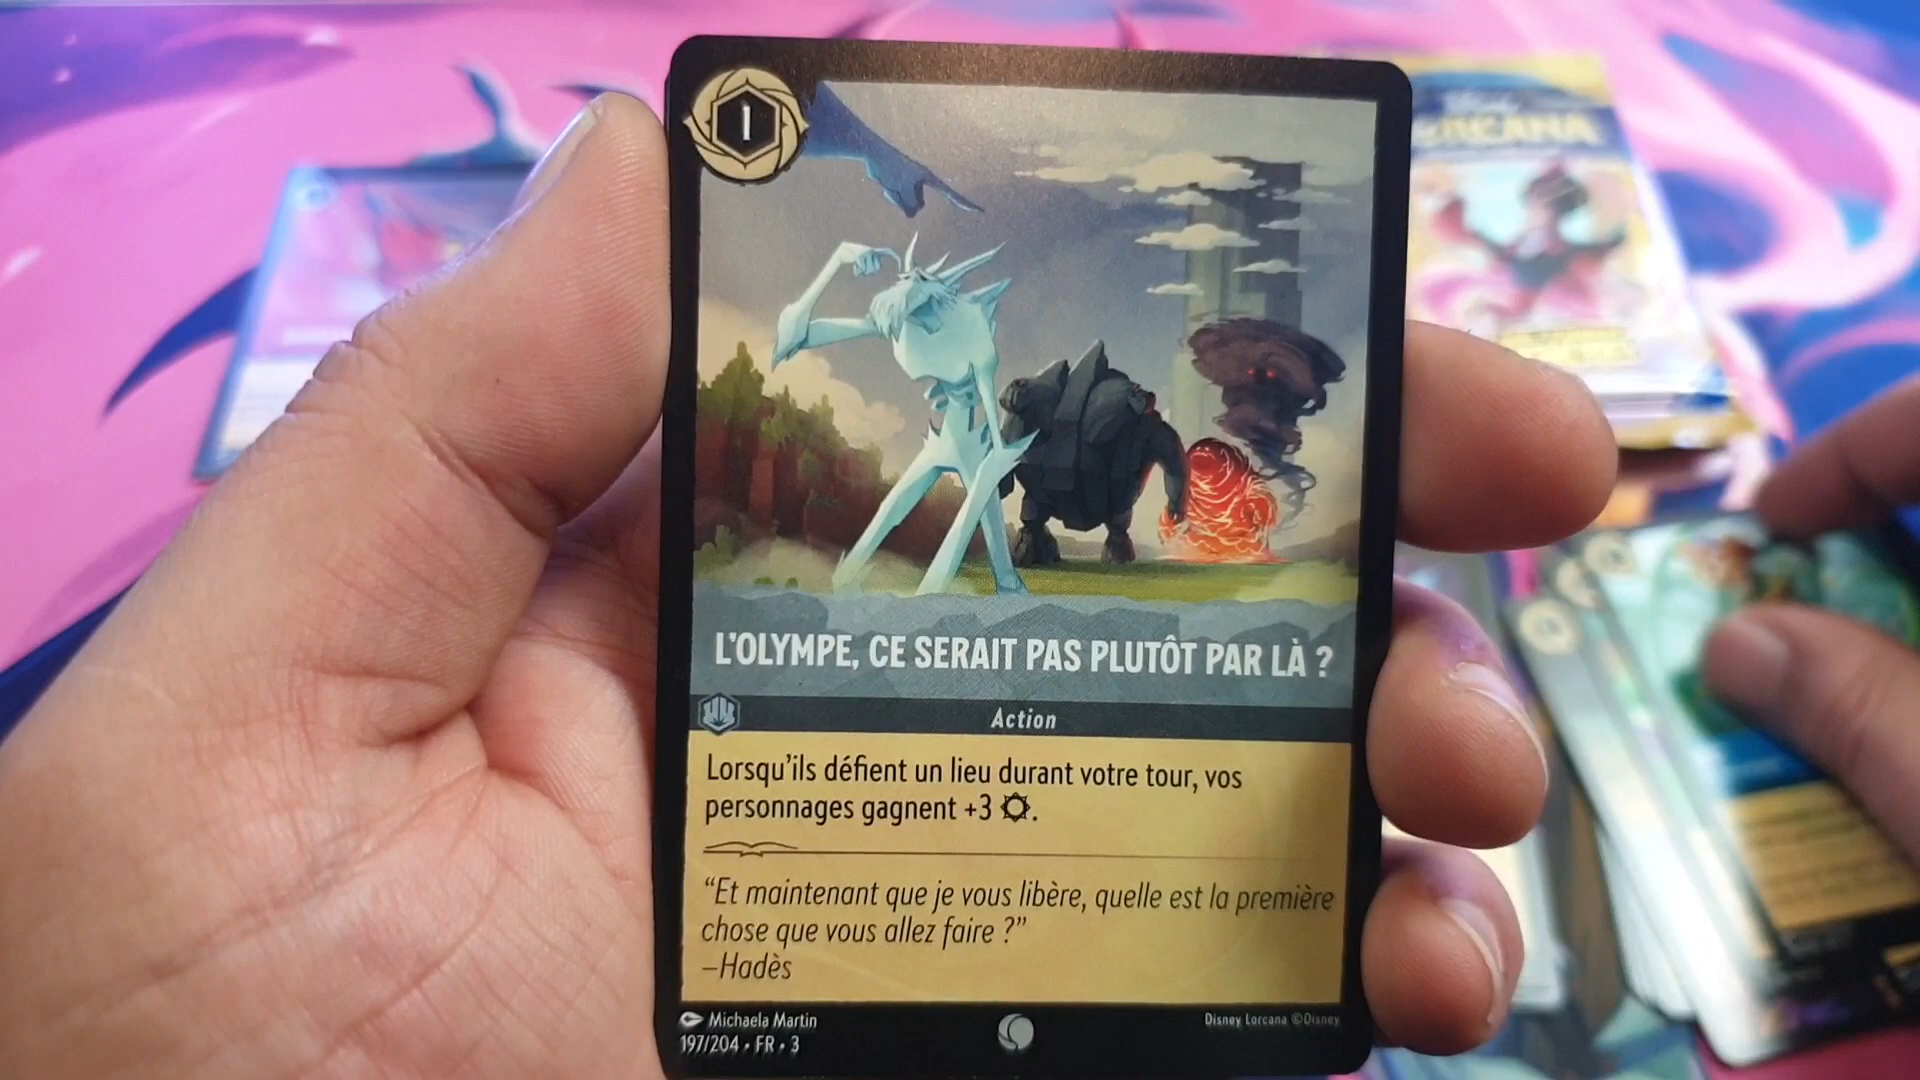 1
L'OLYMPE, CE SERAIT PAS PLUTÔT PAR LÀ ?
Action
Lorsqu'ils défient un lieu durant votre tour, vos
personnages gagnent +3 .
“Et maintenant que je vous libère, quelle est la première
chose que vous allez faire ?”
–Hadès
Michaela Martin
Disney Lorcana ©Disney
197/204 • FR • 3